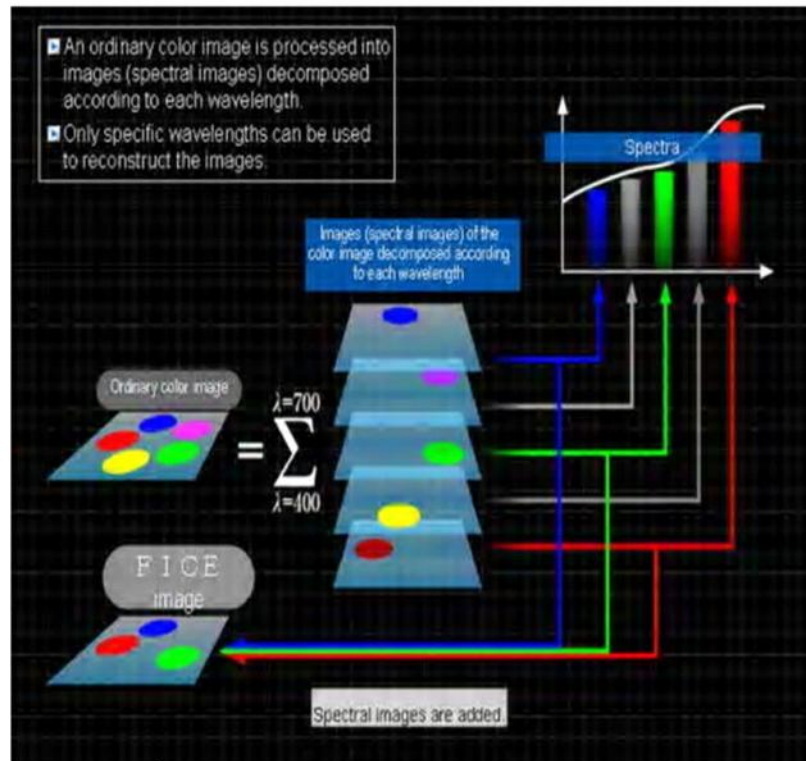 An ordinary color image is processed into
images (spectral images) decomposed
according to each wavelength.
Only specific wavelengths can be used
to reconstruct the images.
Spectra
Images (spectral images) of the
color image decomposed according
to each wavelength
Ordinary color image
λ=700
= ∑
λ=400
FICE
image
Spectral images are added.